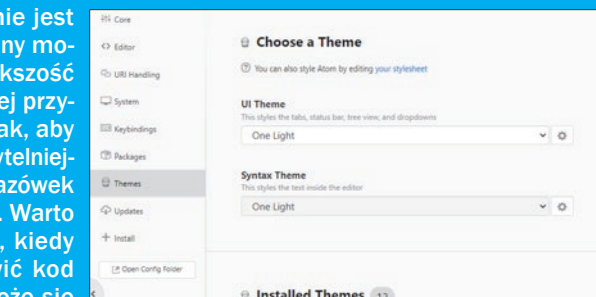 nie jest
ny mo-
kszość
ej przy-
ak, aby
ytelniej-
azówek
. Warto
, kiedy
vić kod
Core
Editor
URI Handling
System
Keybindings
Packages
Themes
Updates
Install
Open Config Folder
Choose a Theme
You can also style Atom by editing your stylesheet
UI Theme
This styles the tabs, status bar, tree view, and dropdowns
One Light
Syntax Theme
This styles the text inside the editor
One Light
Installed Themes 12